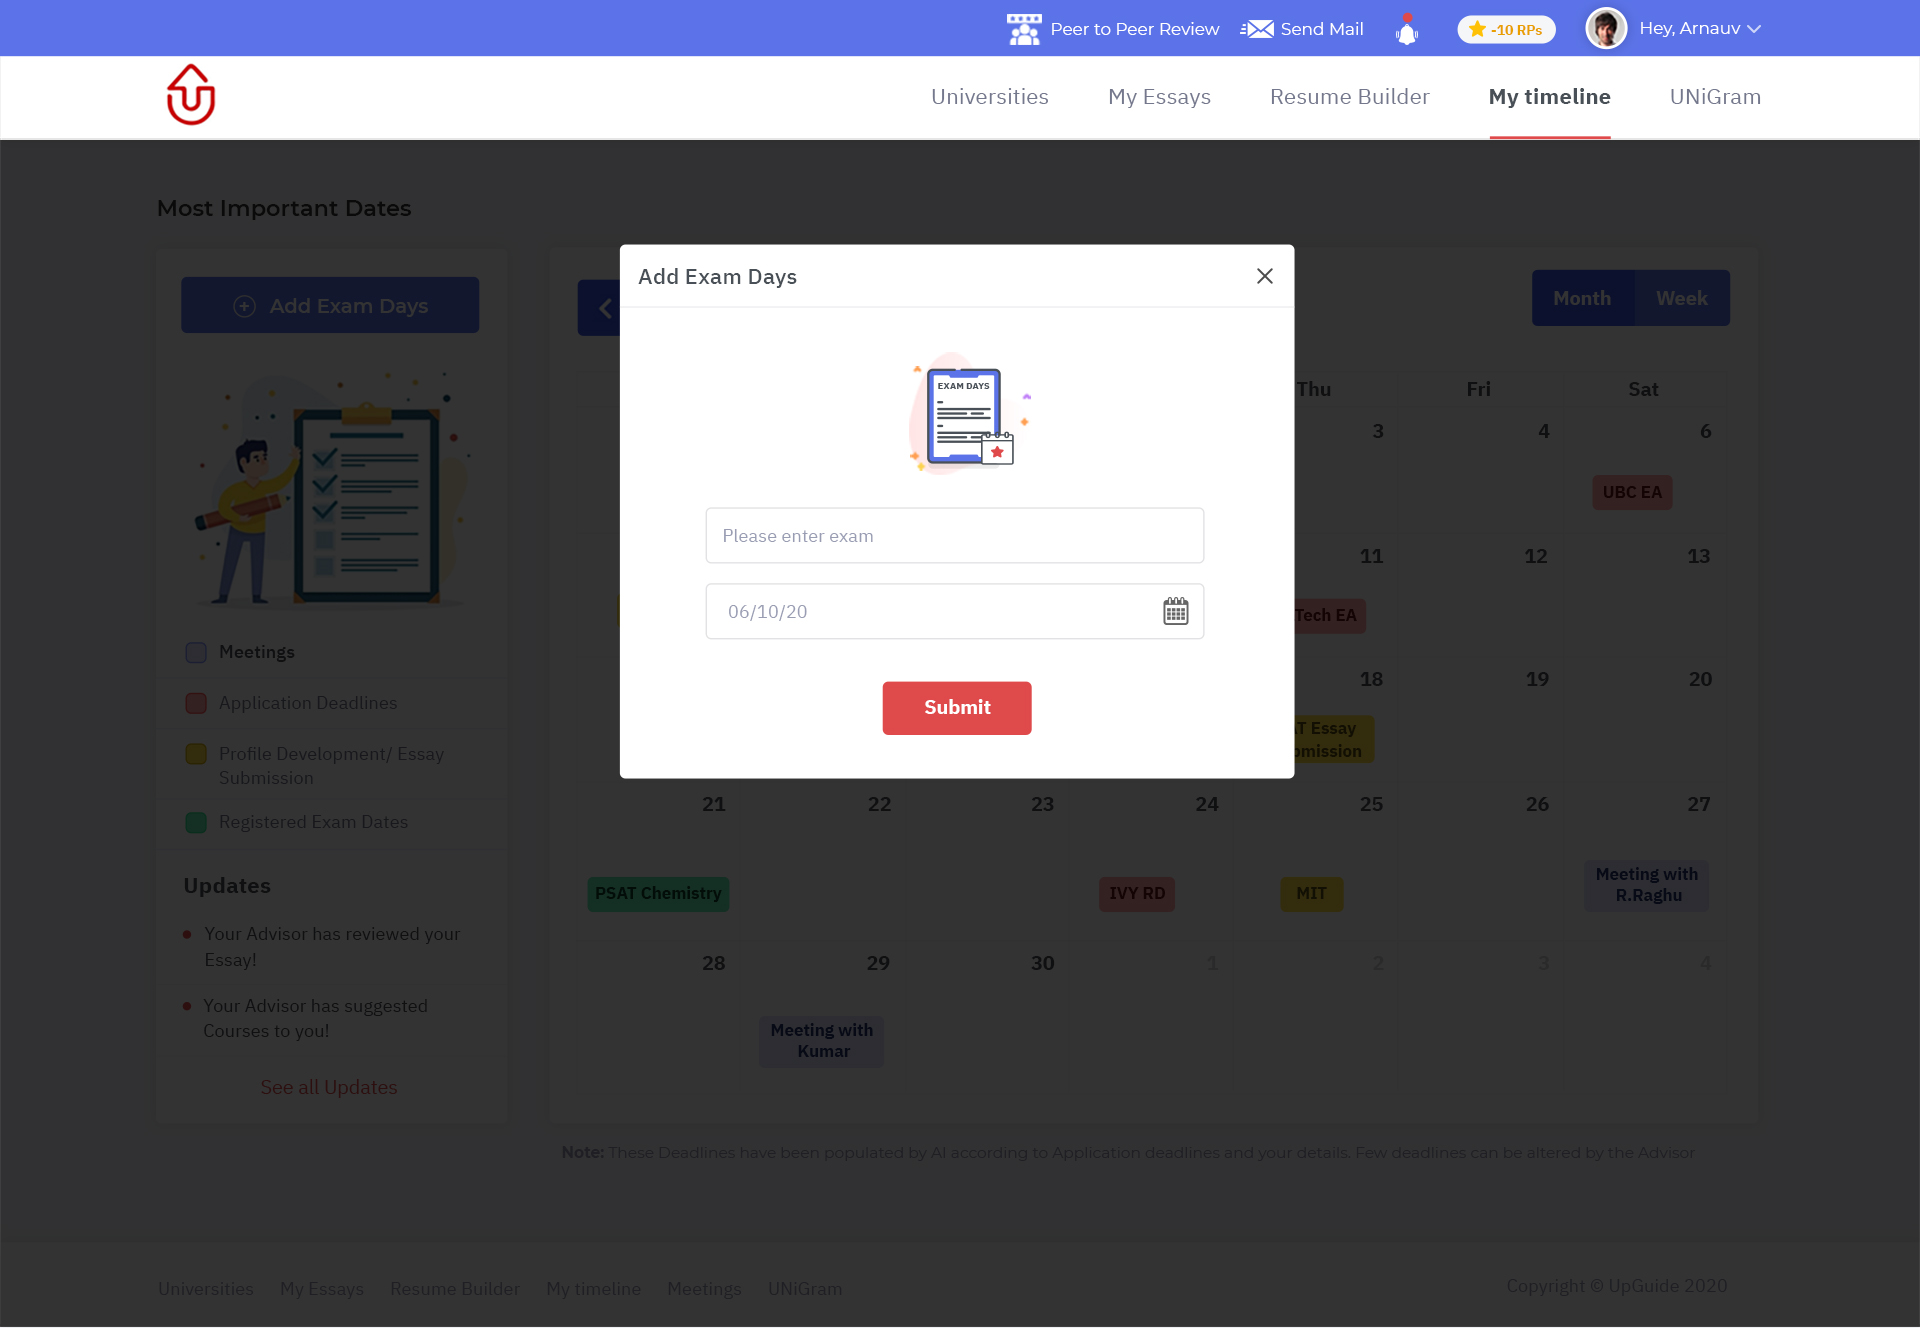 Peer to Peer Review
Send Mail
-10 RPs
Hey, Arnauv
Universities
My Essays
Resume Builder
My timeline
UNiGram
Most Important Dates
Add Exam Days
Meetings
Application Deadlines
Profile Development/ Essay
Submission
Registered Exam Dates
Updates
Your Advisor has reviewed your
Essay!
Your Advisor has suggested
Courses to you!
See all Updates
Add Exam Days
EXAM DAYS
Please enter exam
06/10/20
Submit
Month
Week
Thu
Fri
Sat
3
4
6
UBC EA
11
12
13
Tech EA
18
19
20
Essay
21
22
23
24
25
26
27
PSAT Chemistry
IVY RD
MIT
Meeting with
R.Raghu
28
29
30
1
2
3
4
Meeting with
Kumar
Note: These Deadlines have been populated by AI according to Application deadlines and your details. Few deadlines can be altered by the Advisor
Universities
My Essays
Resume Builder
My timeline
Meetings
UNiGram
Copyright © UpGuide 2020